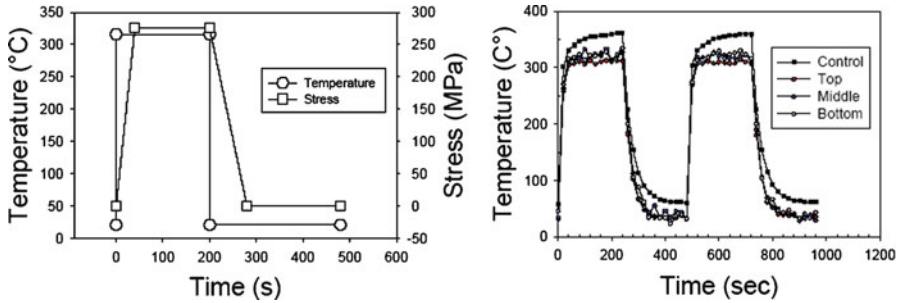 Temperature (°C)
350
300
250
200
150
100
50
0
-100 0 100 200 300 400 500 600
Time (s)
300
250
200
150
100
50
0
-50
Stress (MPa)
Temperature
Stress
Temperature (C°)
400
300
200
100
0
0 200 400 600 800 1000 1200
Time (sec)
Control
Top
Middle
Bottom